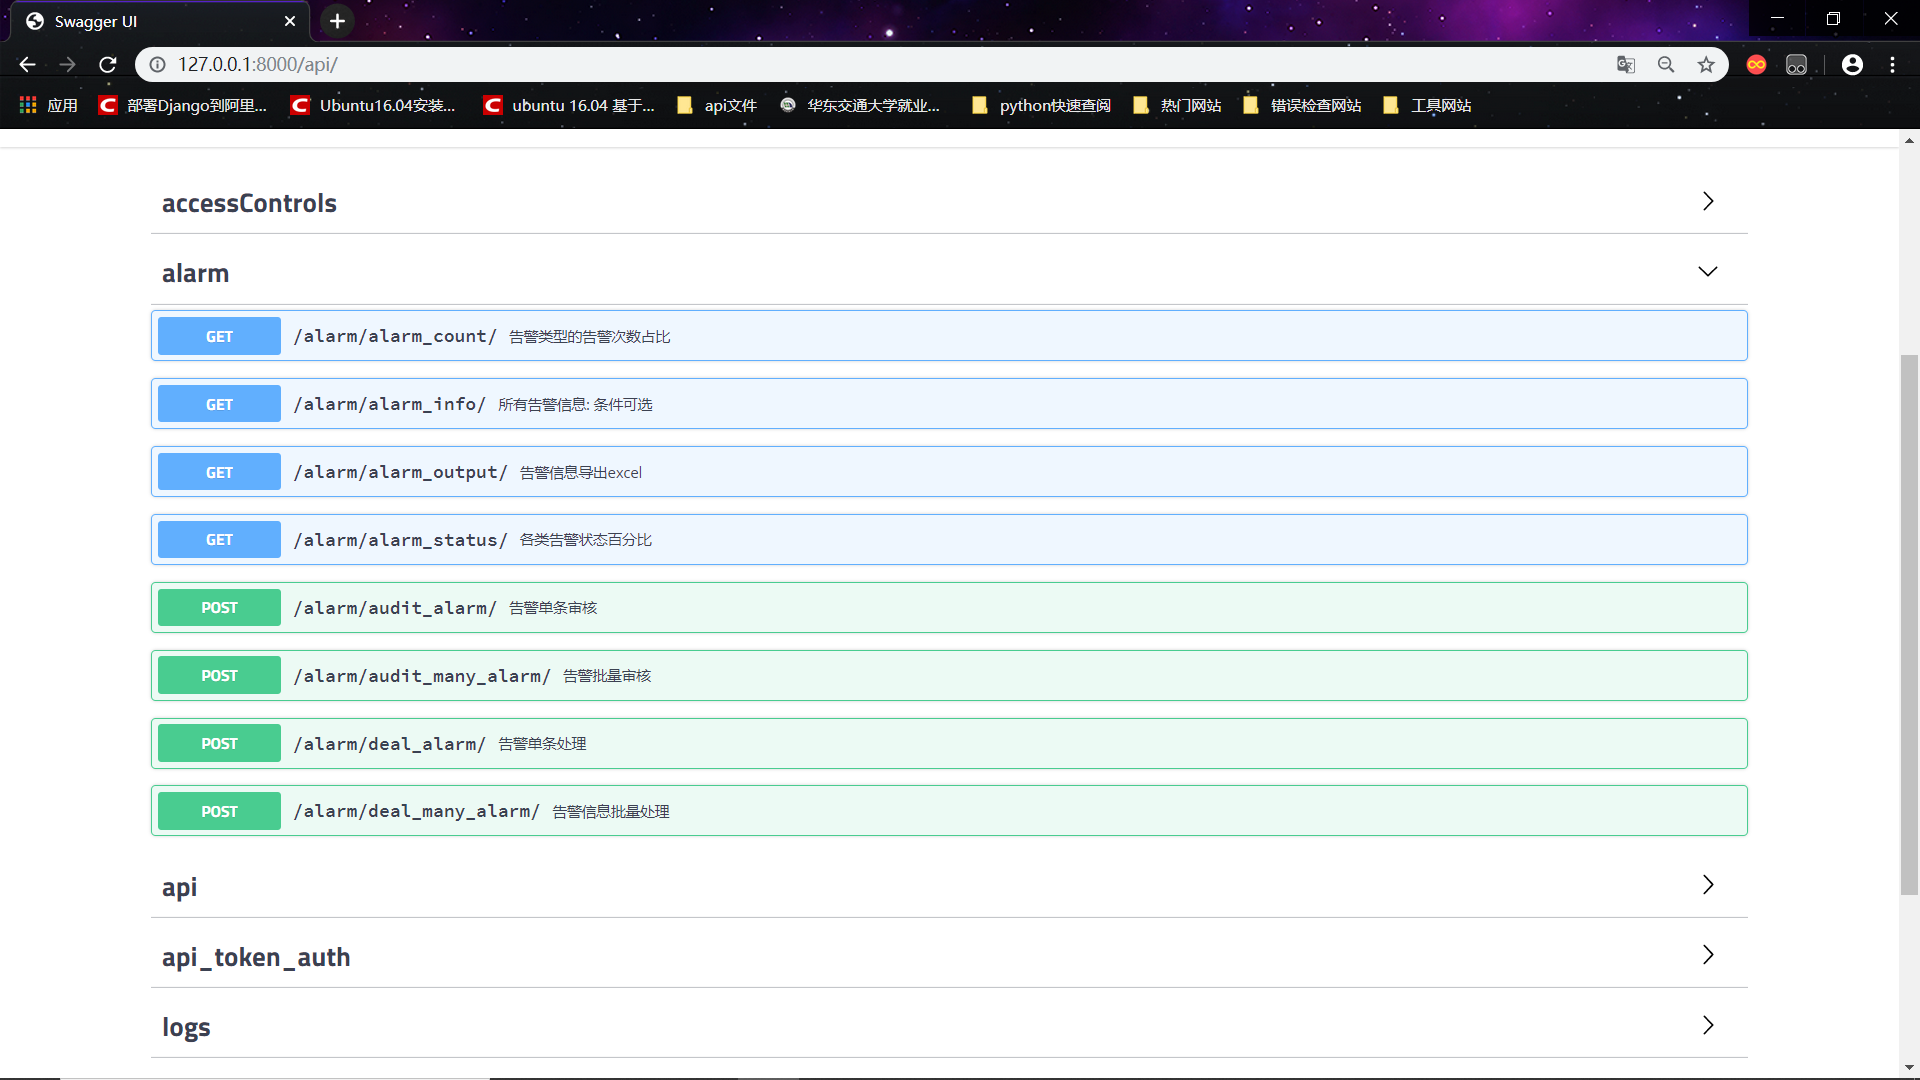 Swagger UI
127.0.0.1:8000/api/
应用 部署Django到阿里... Ubuntu16.04安装... ubuntu 16.04 基于... api文件 华东交通大学就业... python快速查阅 热门网站 错误检查网站 工具网站
accessControls
alarm
GET /alarm/alarm_count/ 告警类型的告警次数占比
GET /alarm/alarm_info/ 所有告警信息: 条件可选
GET /alarm/alarm_output/ 告警信息导出excel
GET /alarm/alarm_status/ 各类告警状态百分比
POST /alarm/audit_alarm/ 告警单条审核
POST /alarm/audit_many_alarm/ 告警批量审核
POST /alarm/deal_alarm/ 告警单条处理
POST /alarm/deal_many_alarm/ 告警信息批量处理
api
api_token_auth
logs